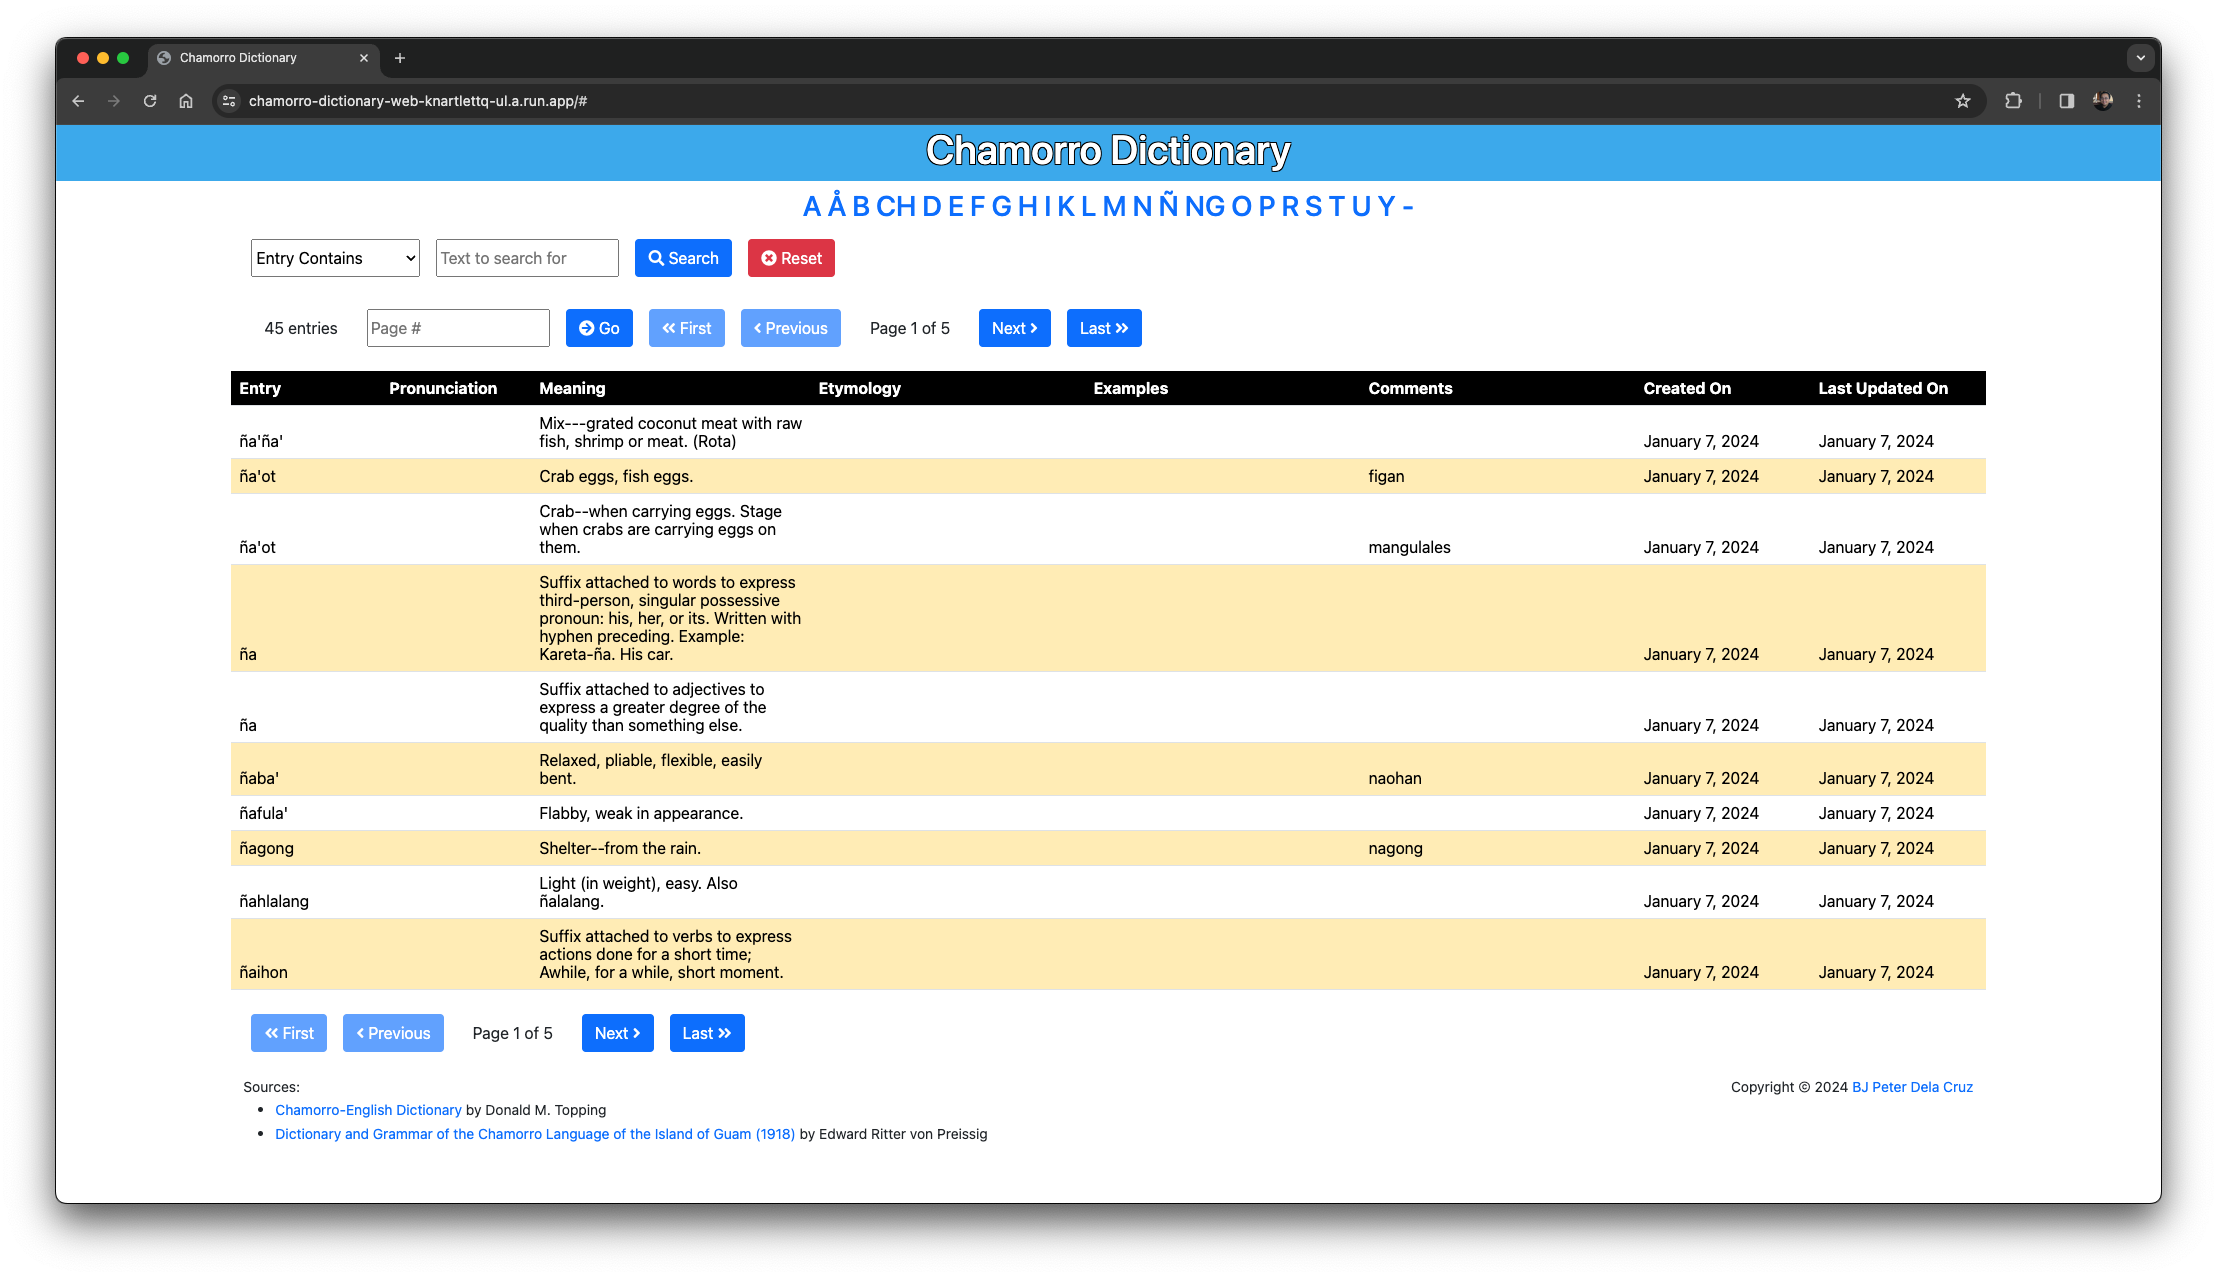 Chamorro Dictionary
chamorro-dictionary-web-knartlettq-ul.a.run.app/#
Chamorro Dictionary
A Å B CH D E F G H I K L M N Ñ NG O P R S T U Y -
Entry Contains Text to search for Search Reset
45 entries Page # Go First Previous Page 1 of 5 Next Last
Entry Pronunciation Meaning Etymology Examples Comments Created On Last Updated On
Mix---grated coconut meat with raw
ña'ña' fish, shrimp or meat. (Rota) January 7, 2024 January 7, 2024
ña'ot Crab eggs, fish eggs. figan January 7, 2024 January 7, 2024
Crab--when carrying eggs. Stage
when crabs are carrying eggs on
ña'ot them. mangulales January 7, 2024 January 7, 2024
Suffix attached to words to express
third-person, singular possessive
pronoun: his, her, or its. Written with
hyphen preceding. Example:
ña Kareta-ña. His car. January 7, 2024 January 7, 2024
Suffix attached to adjectives to
express a greater degree of the
ña quality than something else. January 7, 2024 January 7, 2024
Relaxed, pliable, flexible, easily
ñaba' bent. naohan January 7, 2024 January 7, 2024
ñafula' Flabby, weak in appearance. January 7, 2024 January 7, 2024
ñagong Shelter--from the rain. nagong January 7, 2024 January 7, 2024
Light (in weight), easy. Also
ñahlalang ñalalang. January 7, 2024 January 7, 2024
Suffix attached to verbs to express
actions done for a short time;
ñaihon Awhile, for a while, short moment. January 7, 2024 January 7, 2024
First Previous Page 1 of 5 Next Last
Sources: Copyright © 2024 BJ Peter Dela Cruz
• Chamorro-English Dictionary by Donald M. Topping
• Dictionary and Grammar of the Chamorro Language of the Island of Guam (1918) by Edward Ritter von Preissig